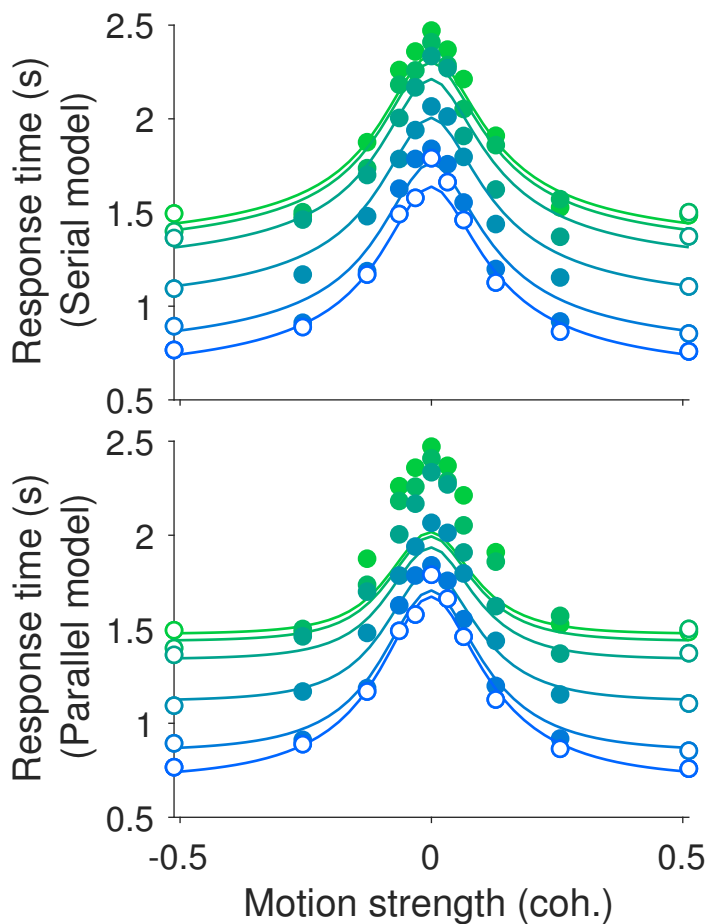 Response time (s)
(Serial model)
2.5
2
1.5
1
0.5
Response time (s)
(Parallel model)
2.5
2
1.5
1
0.5
-0.5
0
0.5
Motion strength (coh.)